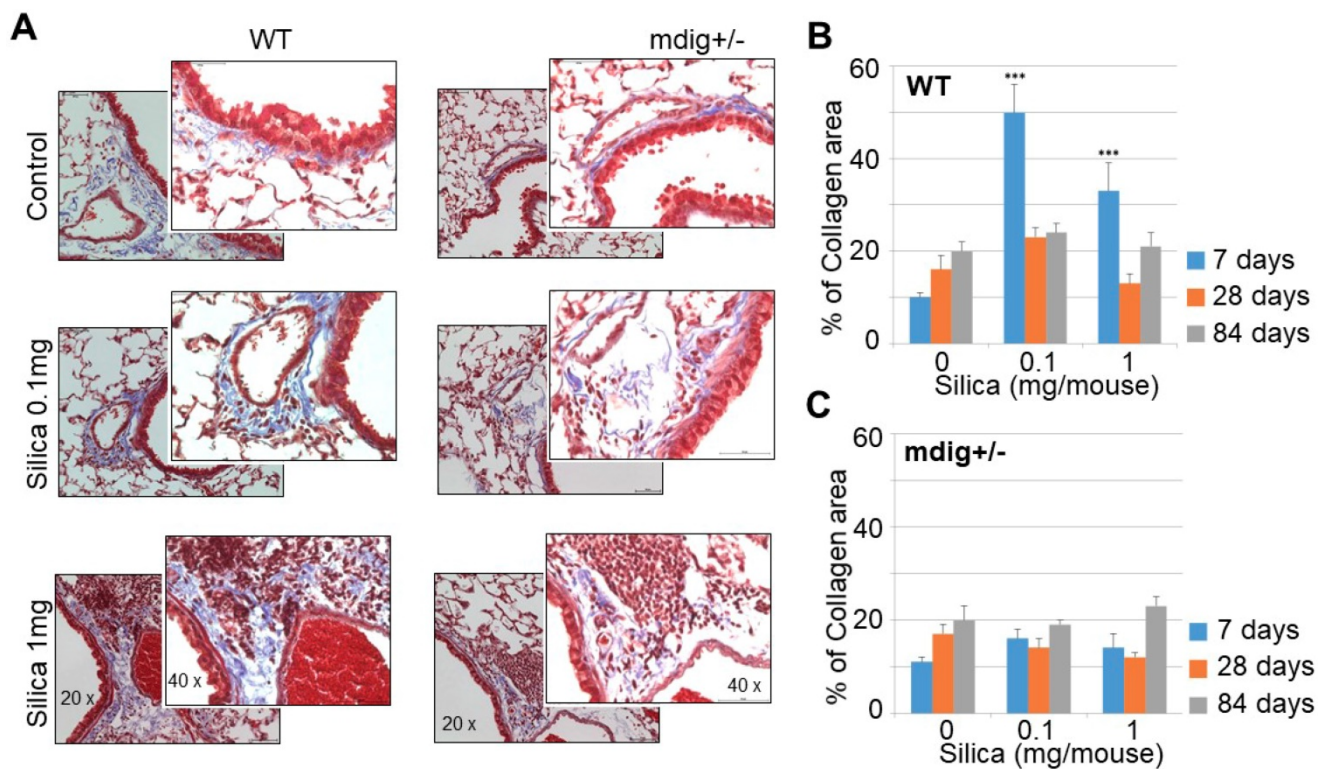 A
WT
mdig+/-
Control
Silica 0.1mg
Silica 1mg
20 x
40 x
20 x
40 x
B
WT
% of Collagen area
60
40
20
0
***
***
0 0.1 1
Silica (mg/mouse)
7 days
28 days
84 days
C
mdig+/-
% of Collagen area
60
40
20
0
0 0.1 1
Silica (mg/mouse)
7 days
28 days
84 days